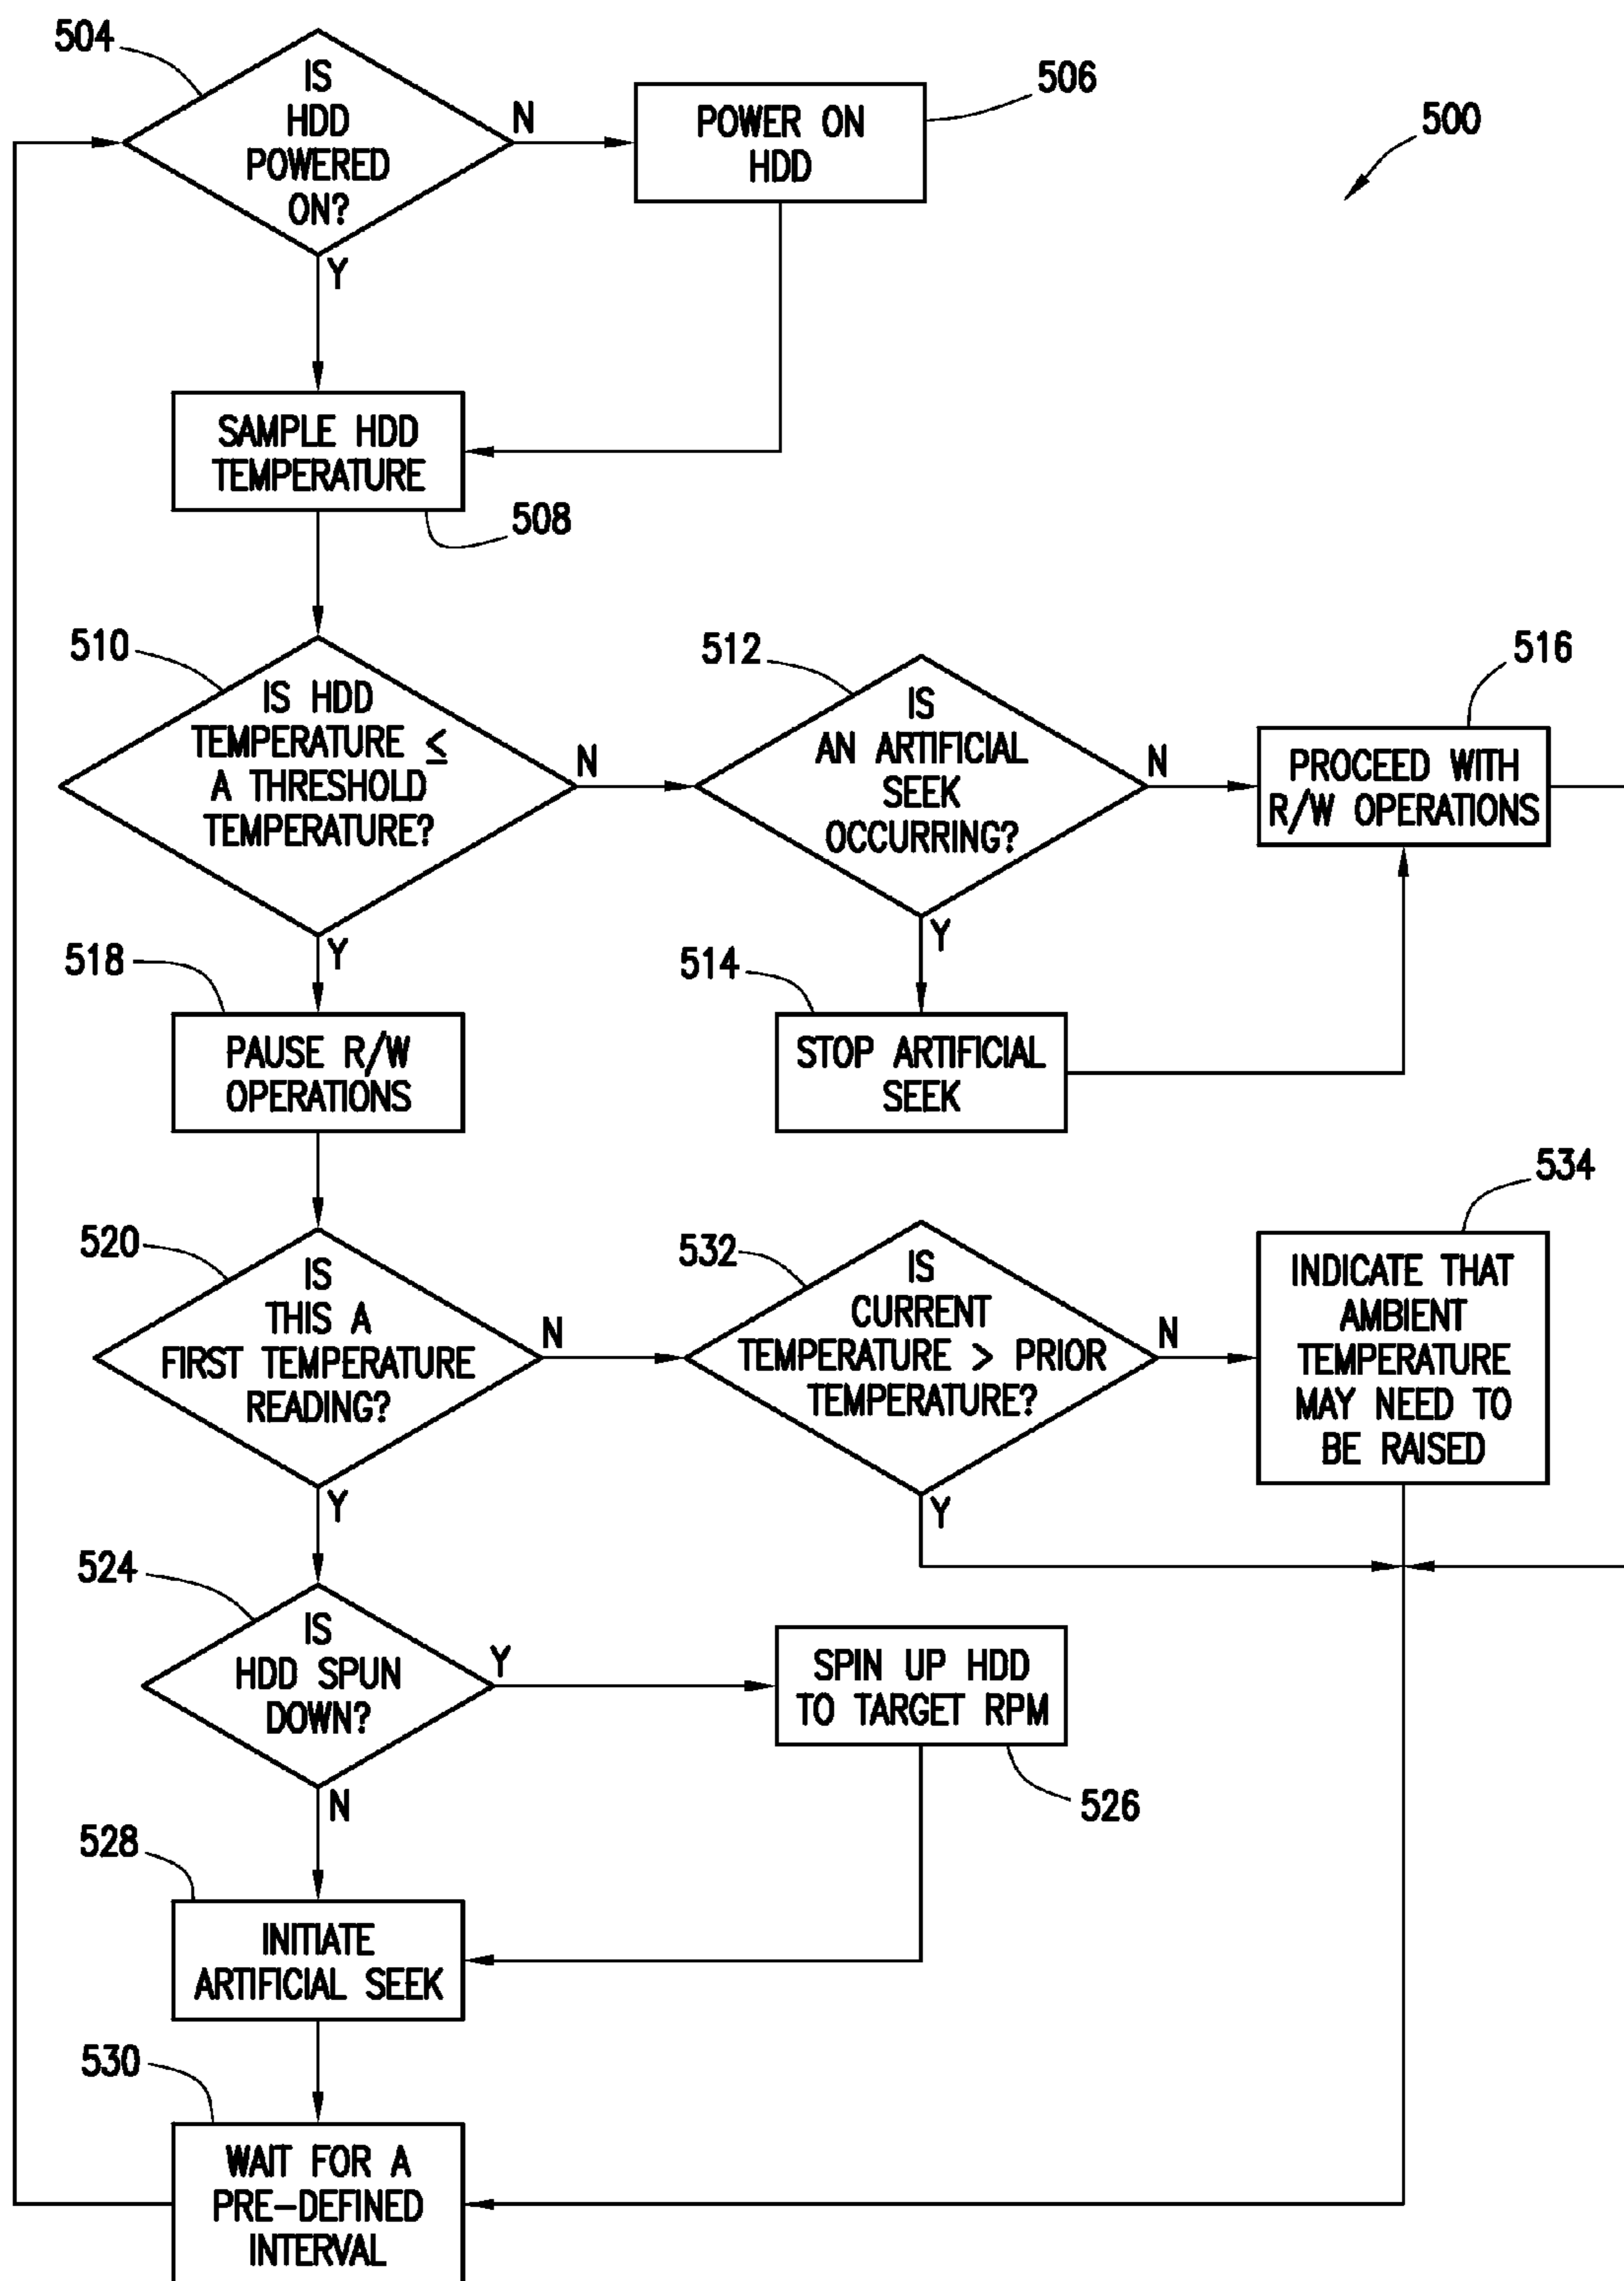 504
IS
HDD
POWERED
ON?
N
Y
POWER ON
HDD
506
500
SAMPLE HDD
TEMPERATURE
508
510
IS HDD
TEMPERATURE ≤
A THRESHOLD
TEMPERATURE?
N
Y
512
IS
AN ARTIFICIAL
SEEK
OCCURRING?
N
Y
516
PROCEED WITH
R/W OPERATIONS
518
PAUSE R/W
OPERATIONS
514
STOP ARTIFICIAL
SEEK
520
IS
THIS A
FIRST TEMPERATURE
READING?
N
Y
532
IS
CURRENT
TEMPERATURE > PRIOR
TEMPERATURE?
N
Y
534
INDICATE THAT
AMBIENT
TEMPERATURE
MAY NEED TO
BE RAISED
524
IS
HDD SPUN
DOWN?
Y
N
SPIN UP HDD
TO TARGET RPM
526
528
INITIATE
ARTIFICIAL SEEK
530
WAIT FOR A
PRE-DEFINED
INTERVAL